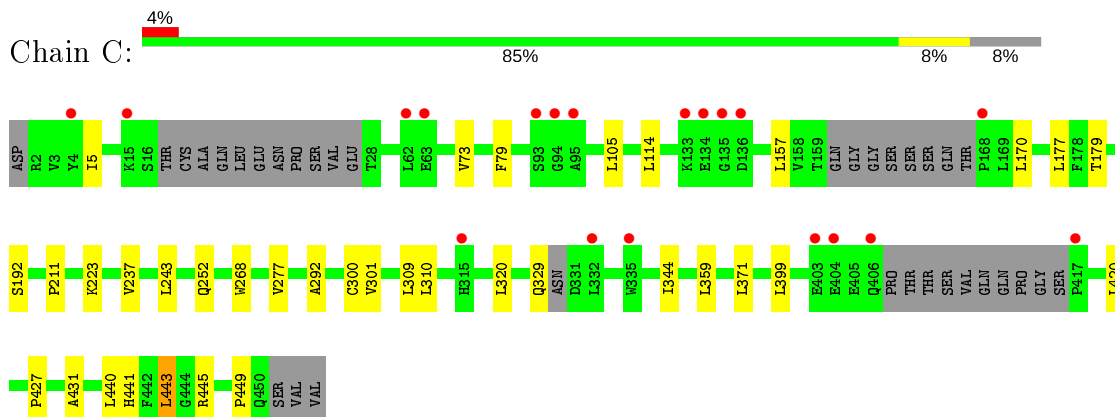 4%
Chain C:
85% 8% 8%
ASP R2 V3 Y4 I5 K15 S16 THR CYS ALA GLN LEU GLU ASN PRO SER VAL GLU T28 L62 E63 V73 F79 S93 G94 A95 L105 L114 K133 E134 G135 D136 L157 V158 T159 GLN GLY GLY SER SER SER GLN THR P168 L169 L170 L177 F178 T179
S192 P211 K223 V237 L243 Q252 W268 V277 A292 C300 V301 L309 L310 H315 L320 Q329 ASN D331 L332 W335 I344 L359 L371 L399 E403 E404 E405 Q406 PRO THR THR SER VAL GLN GLN PRO GLY SER P417
P427 A431 L440 H441 F442 L443 G444 R445 P449 Q450 SER VAL VAL